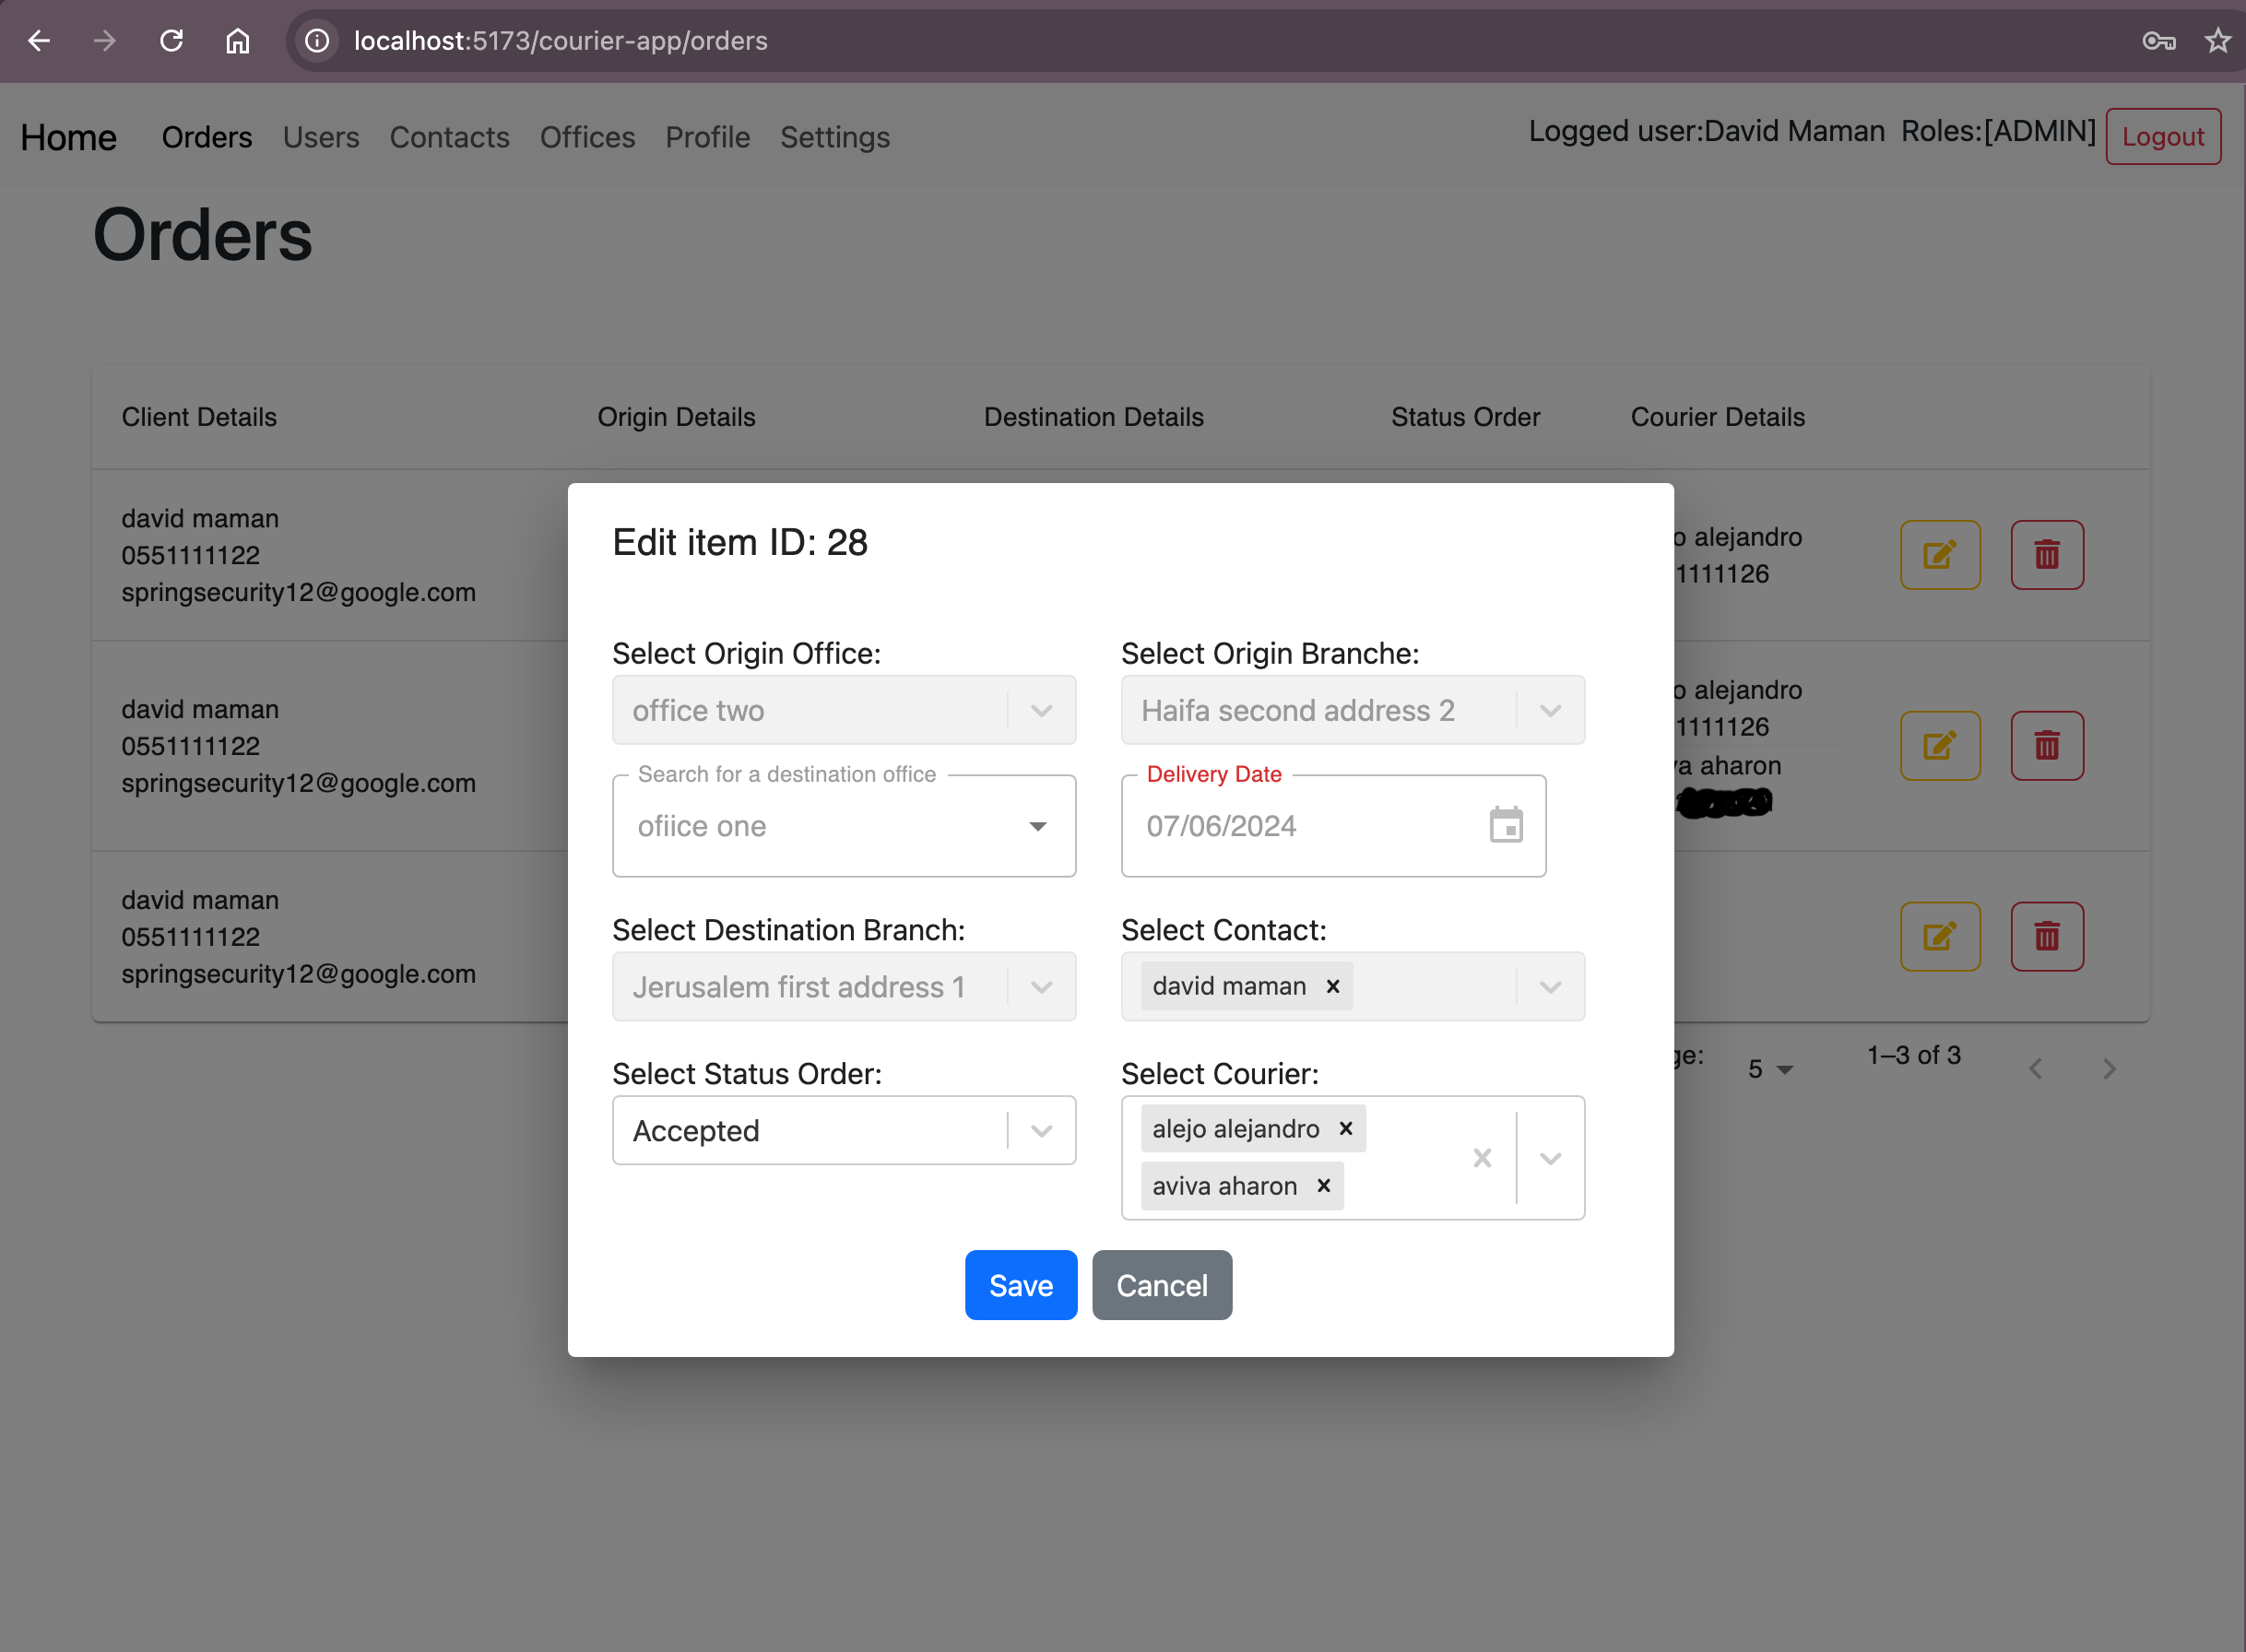 localhost:5173/courier-app/orders
Home Orders Users Contacts Offices Profile Settings Logged user:David Maman Roles:[ADMIN] Logout
Orders
Client Details Origin Details Destination Details Status Order Courier Details
david maman
0551111122
springsecurity12@google.com
alejandro
1111126
david maman
0551111122
springsecurity12@google.com
alejandro
1111126
aharon
david maman
0551111122
springsecurity12@google.com
5 1–3 of 3
Edit item ID: 28
Select Origin Office: Select Origin Branche:
office two Haifa second address 2
Search for a destination office Delivery Date
ofiice one 07/06/2024
Select Destination Branch: Select Contact:
Jerusalem first address 1 david maman
Select Status Order: Select Courier:
Accepted alejo alejandro
aviva aharon
Save Cancel